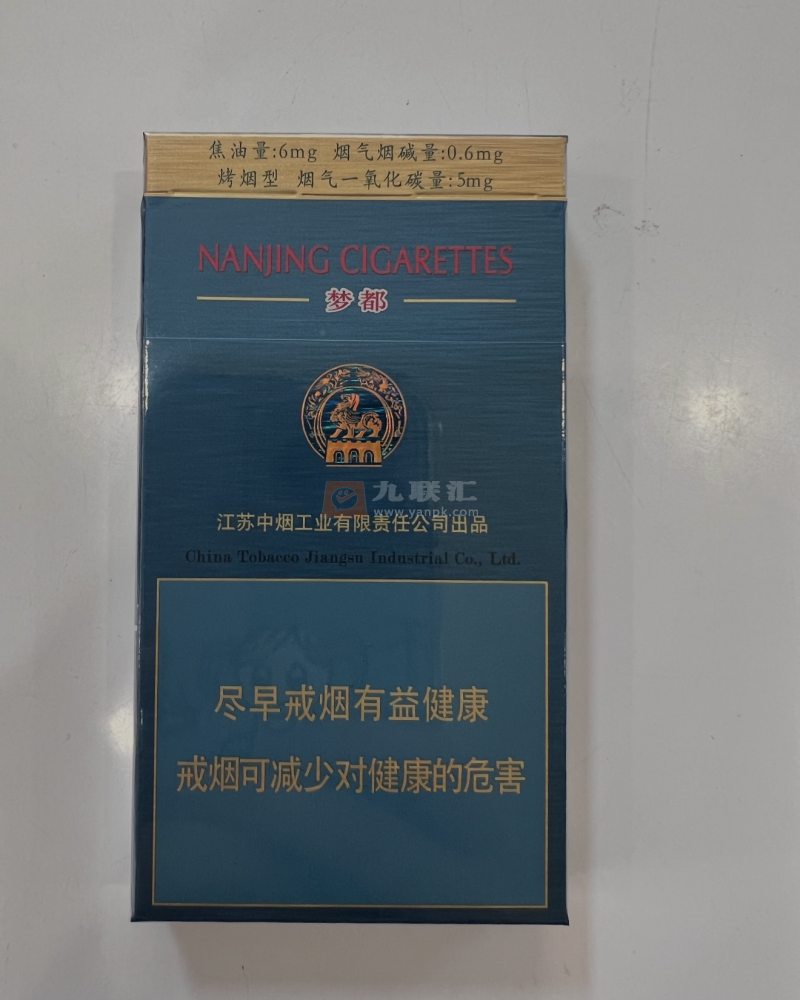 焦油量:6mg 烟气烟碱量:0.6mg
烤烟型 烟气一氧化碳量:5mg
NANJING CIGARETTES
梦都
九联汇
www.yanpk.com
江苏中烟工业有限责任公司出品
China Tobacco Jiangsu Industrial Co., Ltd.
尽早戒烟有益健康
戒烟可减少对健康的危害